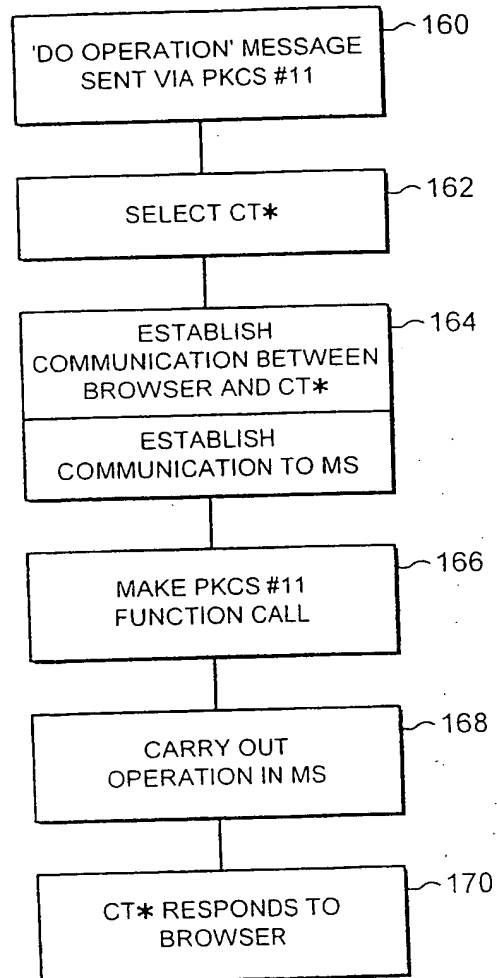 'DO OPERATION' MESSAGE
SENT VIA PKCS #11
160
SELECT CT*
162
ESTABLISH
COMMUNICATION BETWEEN
BROWSER AND CT*
164
ESTABLISH
COMMUNICATION TO MS
MAKE PKCS #11
FUNCTION CALL
166
CARRY OUT
OPERATION IN MS
168
CT* RESPONDS TO
BROWSER
170